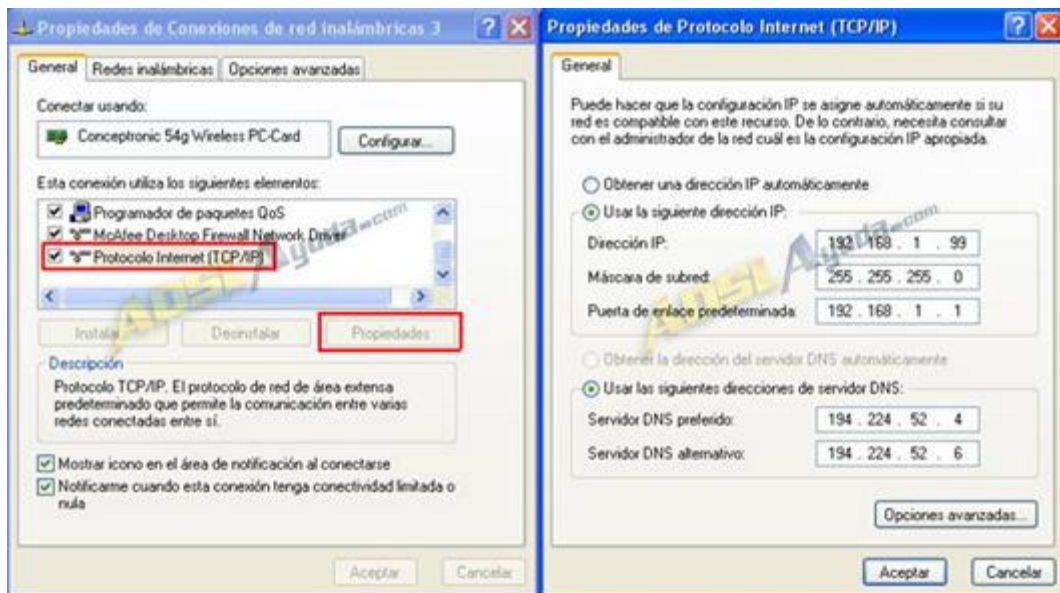 Propiedades de Conexiones de red inalámbricas 3
General Redes inalámbricas Opciones avanzadas
Conectar usando:
Conceptronic 54g Wireless PC-Card Configurar...
Esta conexión utiliza los siguientes elementos:
Programador de paquetes QoS
McAfee Desktop Firewall Network Driver
Protocolo Internet (TCP/IP)
Instalar... Desinstalar Propiedades
Descripción
Protocolo TCP/IP. El protocolo de red de área extensa
predeterminado que permite la comunicación entre varias
redes conectadas entre sí.
Mostrar icono en el área de notificación al conectarse
Notificarme cuando esta conexión tenga conectividad limitada o
nula
Aceptar Cancelar
ADSL Ayuda.com
Propiedades de Protocolo Internet (TCP/IP)
General
Puede hacer que la configuración IP se asigne automáticamente si su
red es compatible con este recurso. De lo contrario, necesita consultar
con el administrador de la red cuál es la configuración IP apropiada.
Obtener una dirección IP automáticamente
Usar la siguiente dirección IP:
Dirección IP: 192 . 168 . 1 . 99
Máscara de subred: 255 . 255 . 255 . 0
Puerta de enlace predeterminada: 192 . 168 . 1 . 1
Obtener la dirección del servidor DNS automáticamente
Usar las siguientes direcciones de servidor DNS:
Servidor DNS preferido: 194 . 224 . 52 . 4
Servidor DNS alternativo: 194 . 224 . 52 . 6
Opciones avanzadas...
Aceptar Cancelar
ADSL Ayuda.com